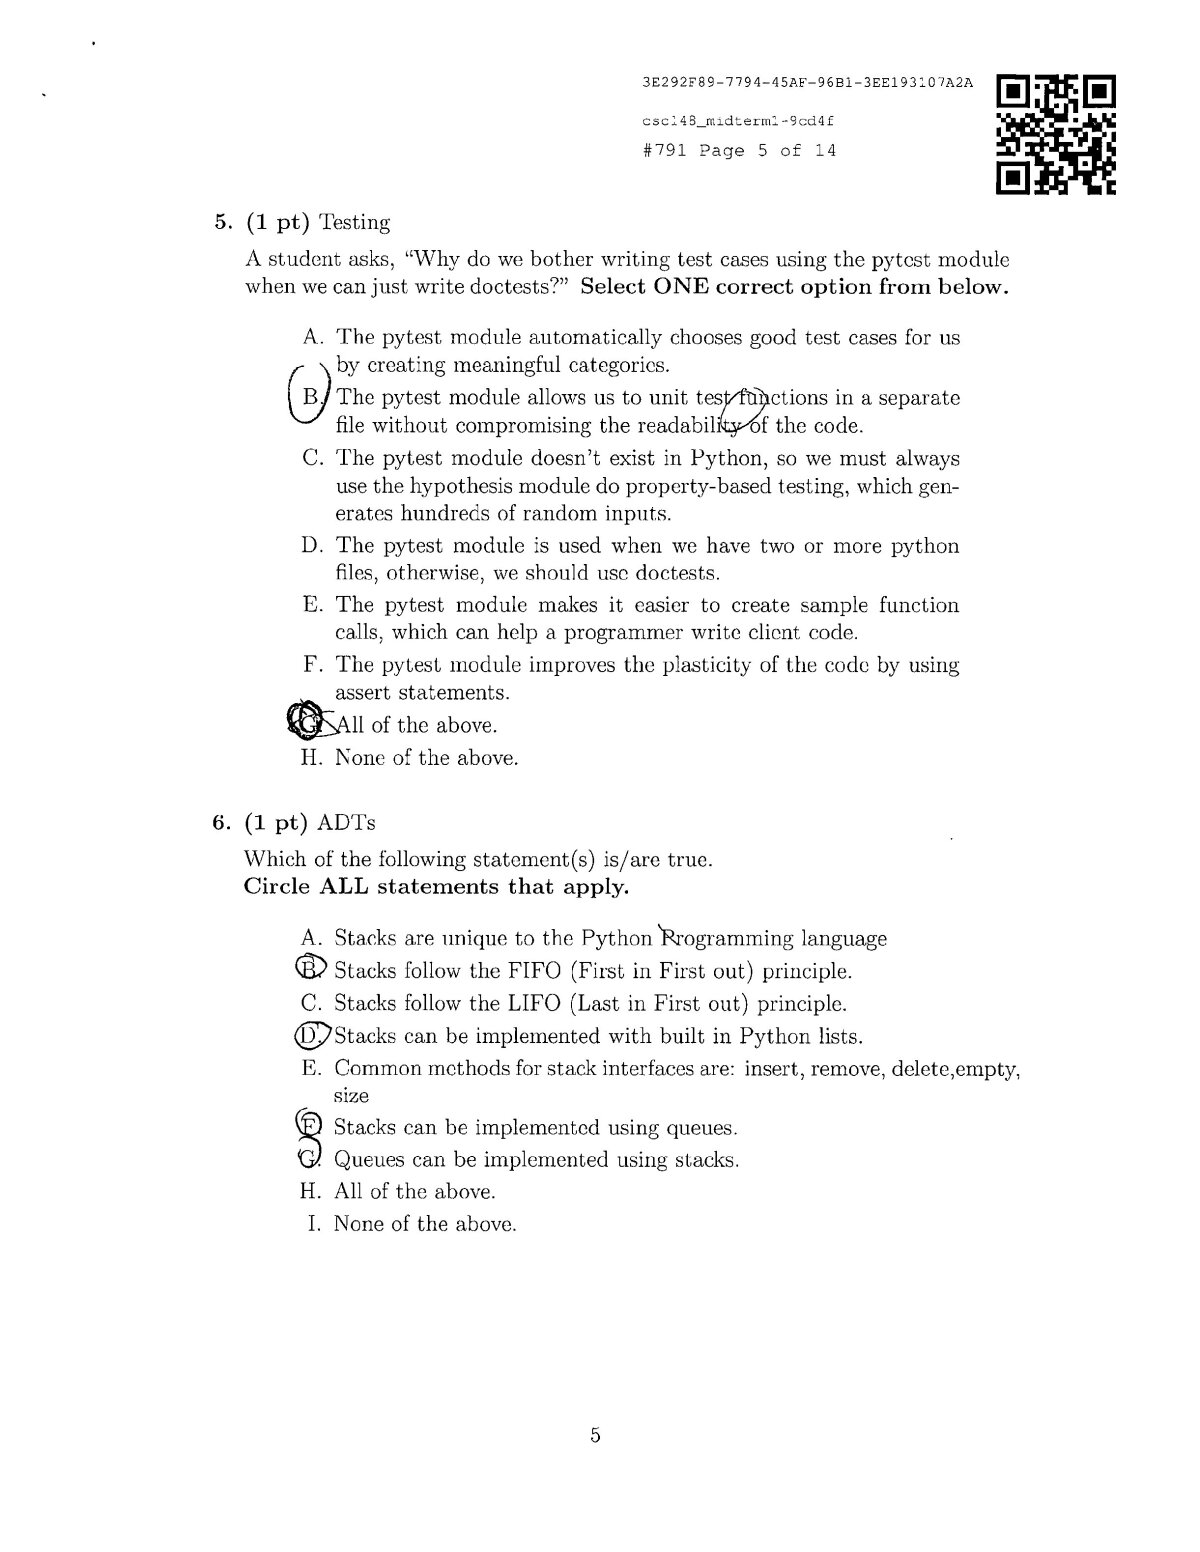 3E292F89-7794-45AF-96B1-3EE193107A2A
csc148_midterm1-9cd4f
#791 Page 5 of 14
5. (1 pt) Testing
A student asks, “Why do we bother writing test cases using the pytest module
when we can just write doctests?” Select ONE correct option from below.
A. The pytest module automatically chooses good test cases for us
by creating meaningful categories.
B. The pytest module allows us to unit test functions in a separate
file without compromising the readability of the code.
C. The pytest module doesn’t exist in Python, so we must always
use the hypothesis module do property-based testing, which gen-
erates hundreds of random inputs.
D. The pytest module is used when we have two or more python
files, otherwise, we should use doctests.
E. The pytest module makes it easier to create sample function
calls, which can help a programmer write client code.
F. The pytest module improves the plasticity of the code by using
assert statements.
G. All of the above.
H. None of the above.
6. (1 pt) ADTs
Which of the following statement(s) is/are true.
Circle ALL statements that apply.
A. Stacks are unique to the Python Programming language
B. Stacks follow the FIFO (First in First out) principle.
C. Stacks follow the LIFO (Last in First out) principle.
D. Stacks can be implemented with built in Python lists.
E. Common methods for stack interfaces are: insert, remove, delete,empty,
size
F. Stacks can be implemented using queues.
G. Queues can be implemented using stacks.
H. All of the above.
I. None of the above.
5